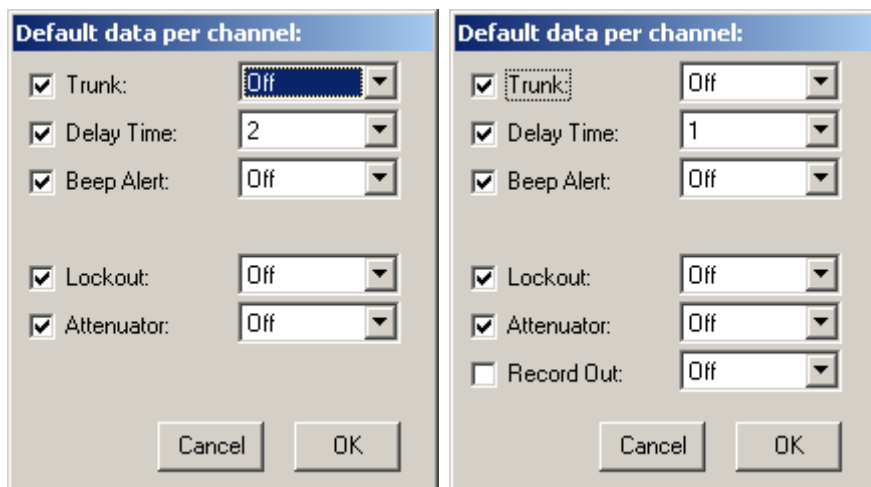 Default data per channel:
Trunk: Off
Delay Time: 2
Beep Alert: Off
Lockout: Off
Attenuator: Off
Cancel OK
Default data per channel:
Trunk: Off
Delay Time: 1
Beep Alert: Off
Lockout: Off
Attenuator: Off
Record Out: Off
Cancel OK